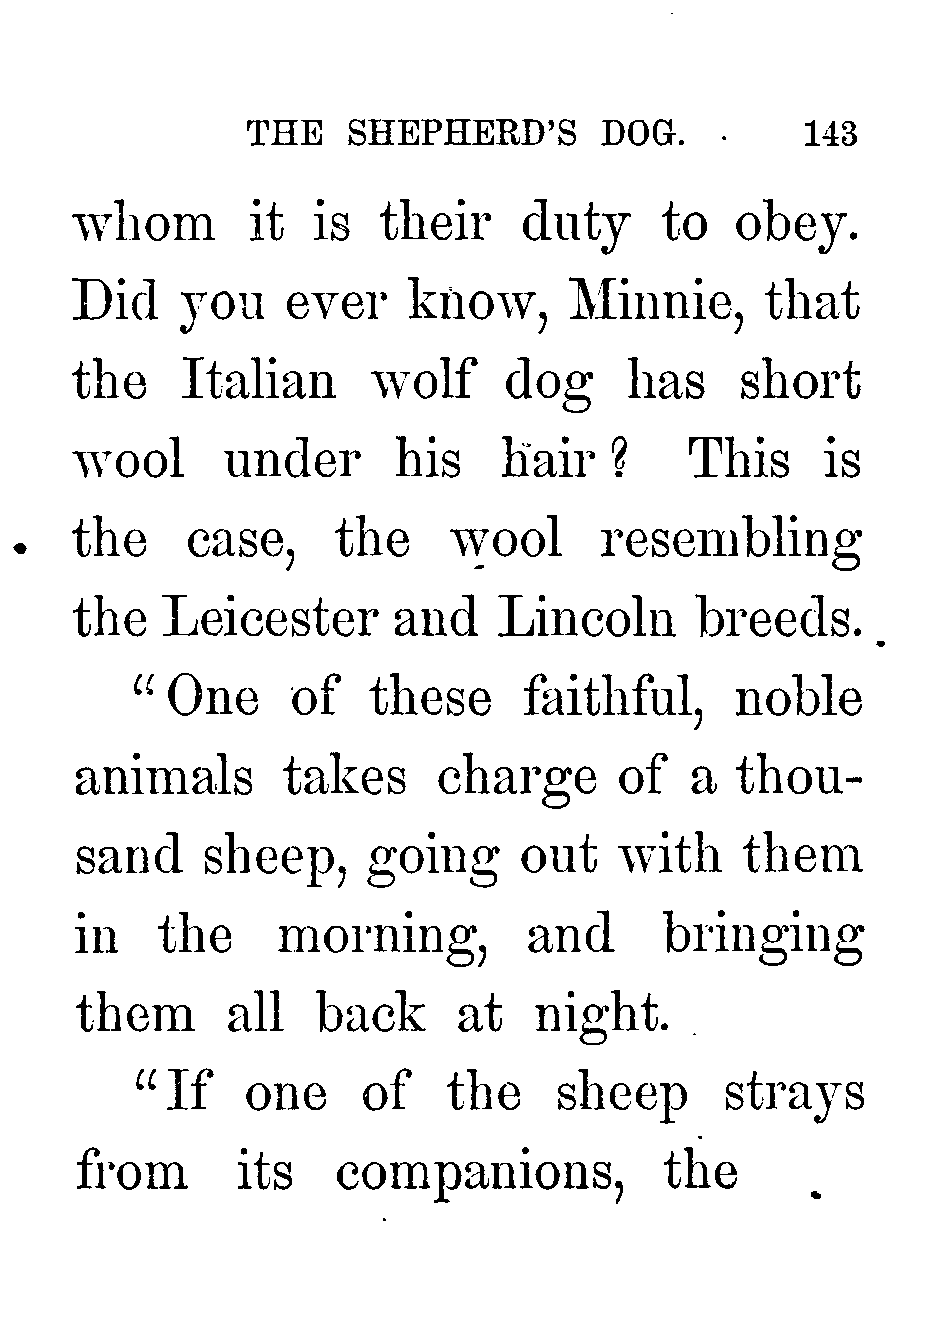 THE SHEPHERD'S DOG. 143
whom it is their duty to obey.
Did you ever know, Minnie, that
the Italian wolf dog has short
wool under his hair? This is
the case, the wool resembling
the Leicester and Lincoln breeds.
"One of these faithful, noble
animals takes charge of a thou-
sand sheep, going out with them
in the morning, and bringing
them all back at night.
"If one of the sheep strays
from its companions, the